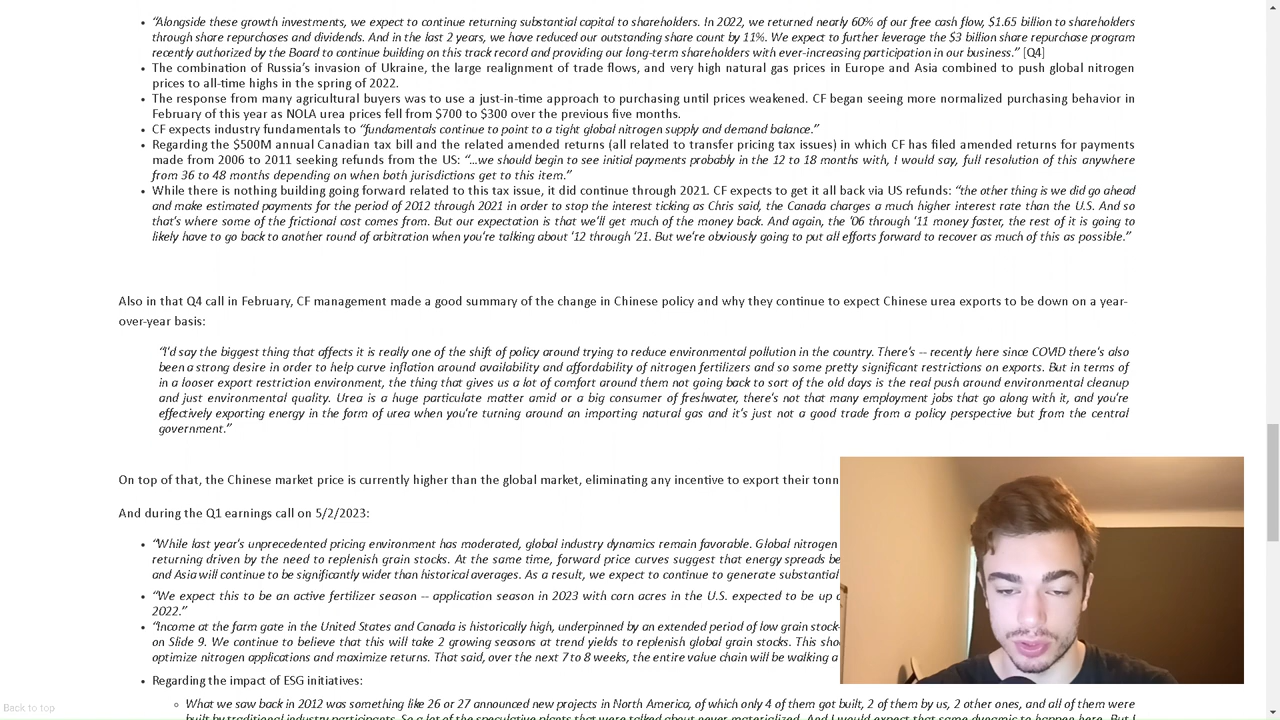 • "Alongside these growth investments, we expect to continue returning substantial capital to shareholders. In 2022, we returned nearly 60% of our free cash flow, $1.65 billion to shareholders
through share repurchases and dividends. And in the last 2 years, we have reduced our outstanding share count by 11%. We expect to further leverage the $3 billion share repurchase program
recently authorized by the Board to continue building on this track record and providing our long-term shareholders with ever-increasing participation in our business." [Q4]
• The combination of Russia's invasion of Ukraine, the large realignment of trade flows, and very high natural gas prices in Europe and Asia combined to push global nitrogen
prices to all-time highs in the spring of 2022.
• The response from many agricultural buyers was to use a just-in-time approach to purchasing until prices weakened. CF began seeing more normalized purchasing behavior in
February of this year as NOLA urea prices fell from $700 to $300 over the previous five months.
• CF expects industry fundamentals to "fundamentals continue to point to a tight global nitrogen supply and demand balance."
• Regarding the $500M annual Canadian tax bill and the related amended returns (all related to transfer pricing tax issues) in which CF has filed amended returns for payments
made from 2006 to 2011 seeking refunds from the US: "…we should begin to see initial payments probably in the 12 to 18 months with, I would say, full resolution of this anywhere
from 36 to 48 months depending on when both jurisdictions get to this item."
• While there is nothing building going forward related to this tax issue, it did continue through 2021. CF expects to get it all back via US refunds: "the other thing is we did go ahead
and make estimated payments for the period of 2012 through 2021 in order to stop the interest ticking as Chris said, the Canada charges a much higher interest rate than the U.S. And so
that's where some of the frictional cost comes from. But our expectation is that we'll get much of the money back. And again, the '06 through '11 money faster, the rest of it is going to
likely have to go back to another round of arbitration when you're talking about '12 through '21. But we're obviously going to put all efforts forward to recover as much of this as possible."
Also in that Q4 call in February, CF management made a good summary of the change in Chinese policy and why they continue to expect Chinese urea exports to be down on a year-
over-year basis:
"I'd say the biggest thing that affects it is really one of the shift of policy around trying to reduce environmental pollution in the country. There's -- recently here since COVID there's also
been a strong desire in order to help curve inflation around availability and affordability of nitrogen fertilizers and so some pretty significant restrictions on exports. But in terms of
in a looser export restriction environment, the thing that gives us a lot of comfort around them not going back to sort of the old days is the real push around environmental cleanup
and just environmental quality. Urea is a huge particulate matter amid or a big consumer of freshwater, there's not that many employment jobs that go along with it, and you're
effectively exporting energy in the form of urea when you're turning around an importing natural gas and it's just not a good trade from a policy perspective but from the central
government."
On top of that, the Chinese market price is currently higher than the global market, eliminating any incentive to export their tonn
And during the Q1 earnings call on 5/2/2023:
• "While last year's unprecedented pricing environment has moderated, global industry dynamics remain favorable. Global nitrogen
returning driven by the need to replenish grain stocks. At the same time, forward price curves suggest that energy spreads be
and Asia will continue to be significantly wider than historical averages. As a result, we expect to continue to generate substantial
• "We expect this to be an active fertilizer season -- application season in 2023 with corn acres in the U.S. expected to be up
2022."
• "Income at the farm gate in the United States and Canada is historically high, underpinned by an extended period of low grain stock-
on Slide 9. We continue to believe that this will take 2 growing seasons at trend yields to replenish global grain stocks. This sho
optimize nitrogen applications and maximize returns. That said, over the next 7 to 8 weeks, the entire value chain will be walking a
• Regarding the impact of ESG initiatives:
Back to top
◦ What we saw back in 2012 was something like 26 or 27 announced new projects in North America, of which only 4 of them got built, 2 of them by us, 2 other ones, and all of them were
built by traditional industry participants. So a lot of the speculative plants that were talked about never materialized. And I would expect that same dynamic to happen here. But I